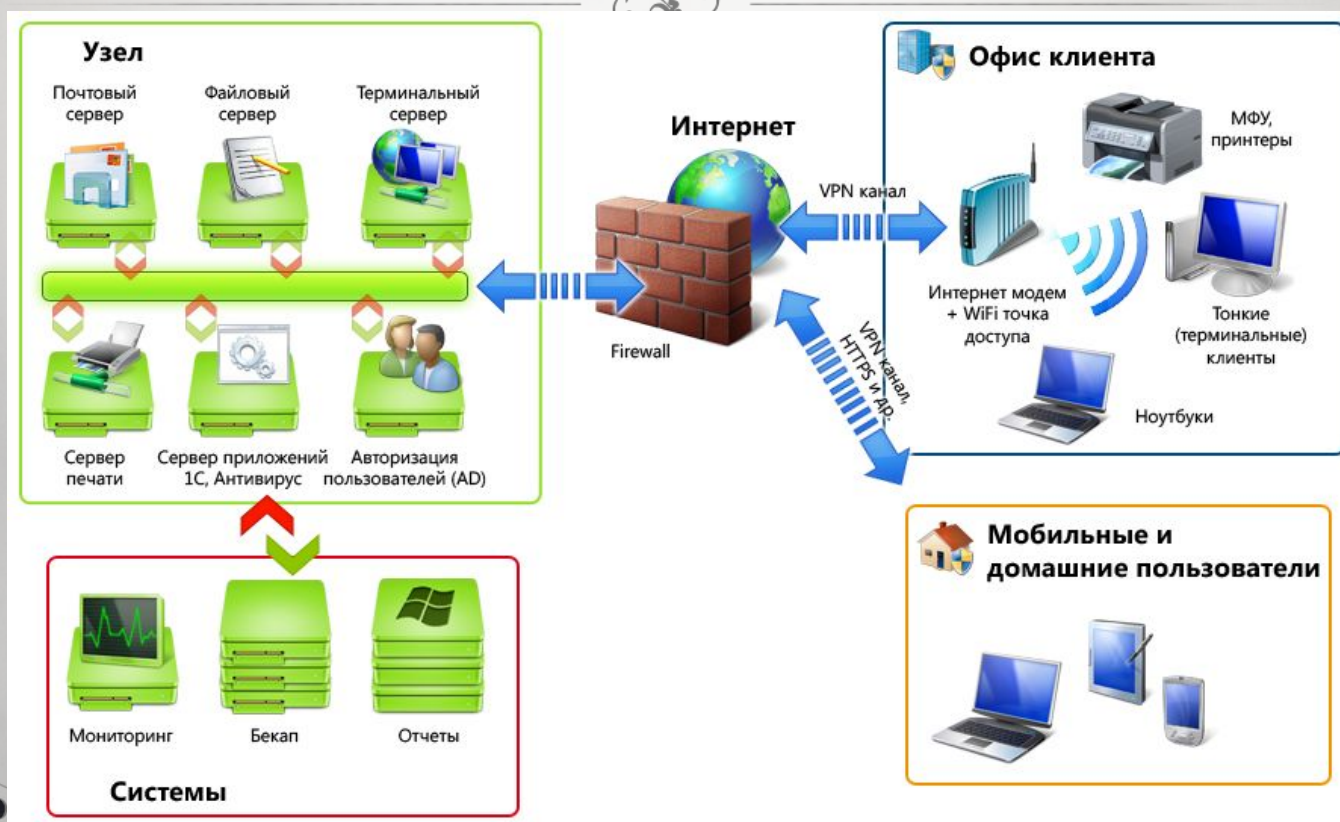 Узел
Почтовый
сервер
Файловый
сервер
Терминальный
сервер
Сервер
печати
Сервер приложений
1С, Антивирус
Авторизация
пользователей (AD)
Интернет
Firewall
VPN канал
VPN канал,
HTTPS и др.
Офис клиента
МФУ,
принтеры
Интернет модем
+ WiFi точка
доступа
Тонкие
(терминальные)
клиенты
Ноутбуки
Мобильные и
домашние пользователи
Мониторинг
Бекап
Отчеты
Системы